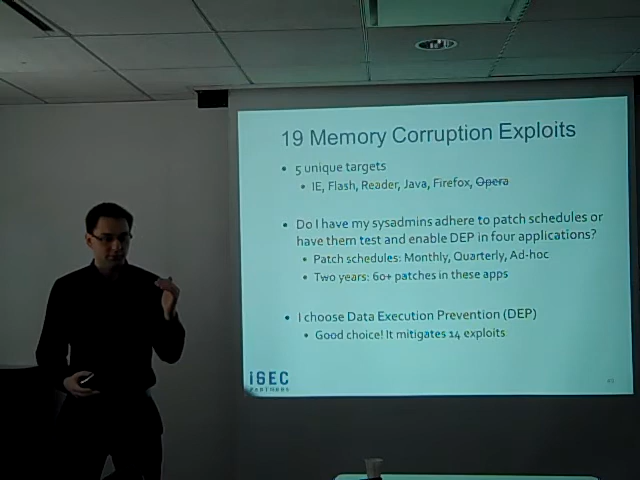 19 Memory Corruption Exploits
• 5 unique targets
• IE, Flash, Reader, Java, Firefox, Opera
• Do I have my sysadmins adhere to patch schedules or
have them test and enable DEP in four applications?
• Patch schedules: Monthly, Quarterly, Ad-hoc
• Two years: 60+ patches in these apps
• I choose Data Execution Prevention (DEP)
• Good choice! It mitigates 14 exploits
iSEC
PARTNERS